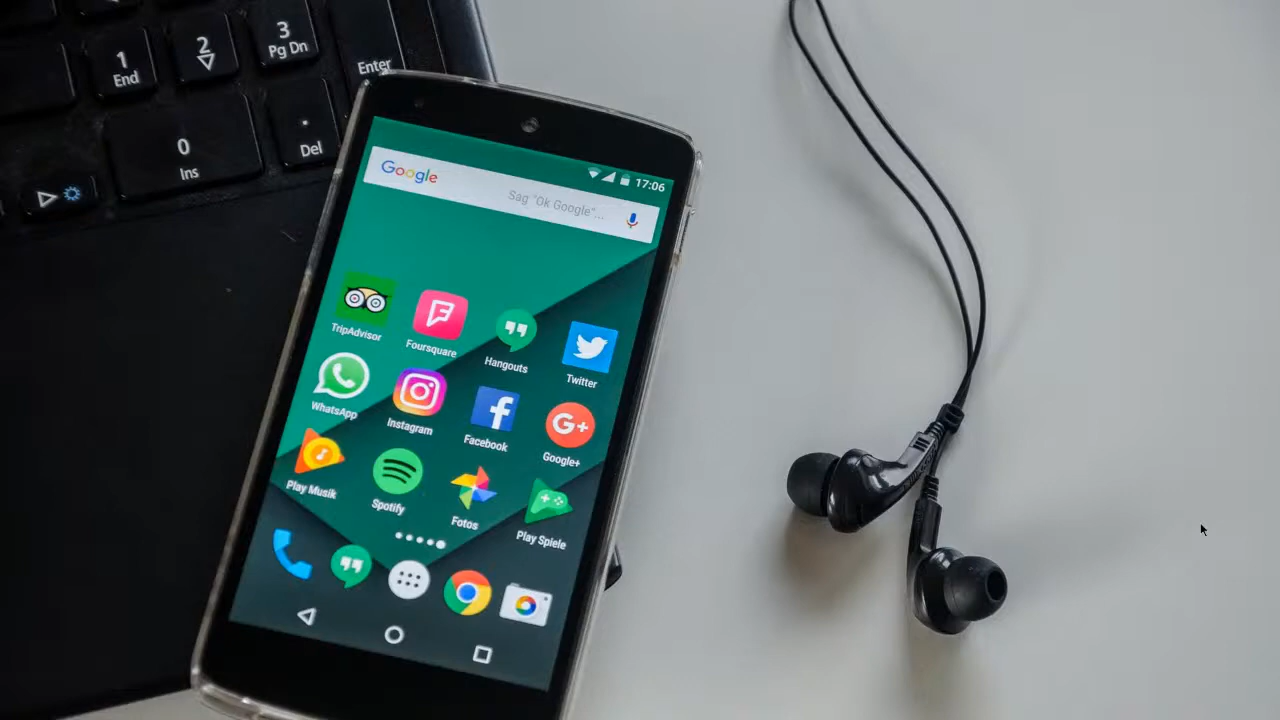 1
End
2
3
Pg Dn
Enter
0
Ins
.
Del
17:06
Google
Sag "Ok Google"...
TripAdvisor
Foursquare
Hangouts
Twitter
WhatsApp
Instagram
Facebook
G+
Google+
Play Musik
Spotify
Fotos
Play Spiele